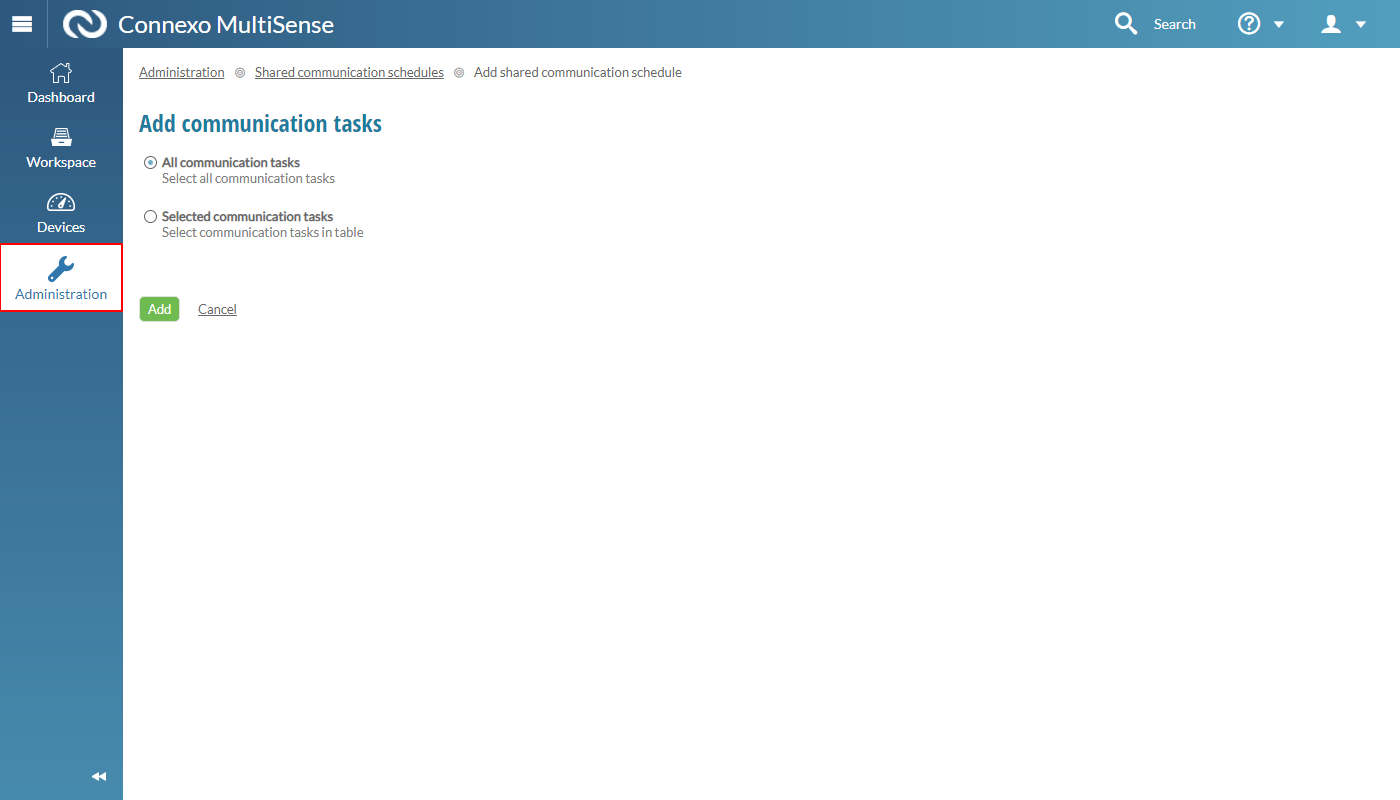 Connexo MultiSense
Search
Dashboard
Workspace
Devices
Administration
Administration Shared communication schedules Add shared communication schedule
Add communication tasks
All communication tasks
Select all communication tasks
Selected communication tasks
Select communication tasks in table
Add Cancel